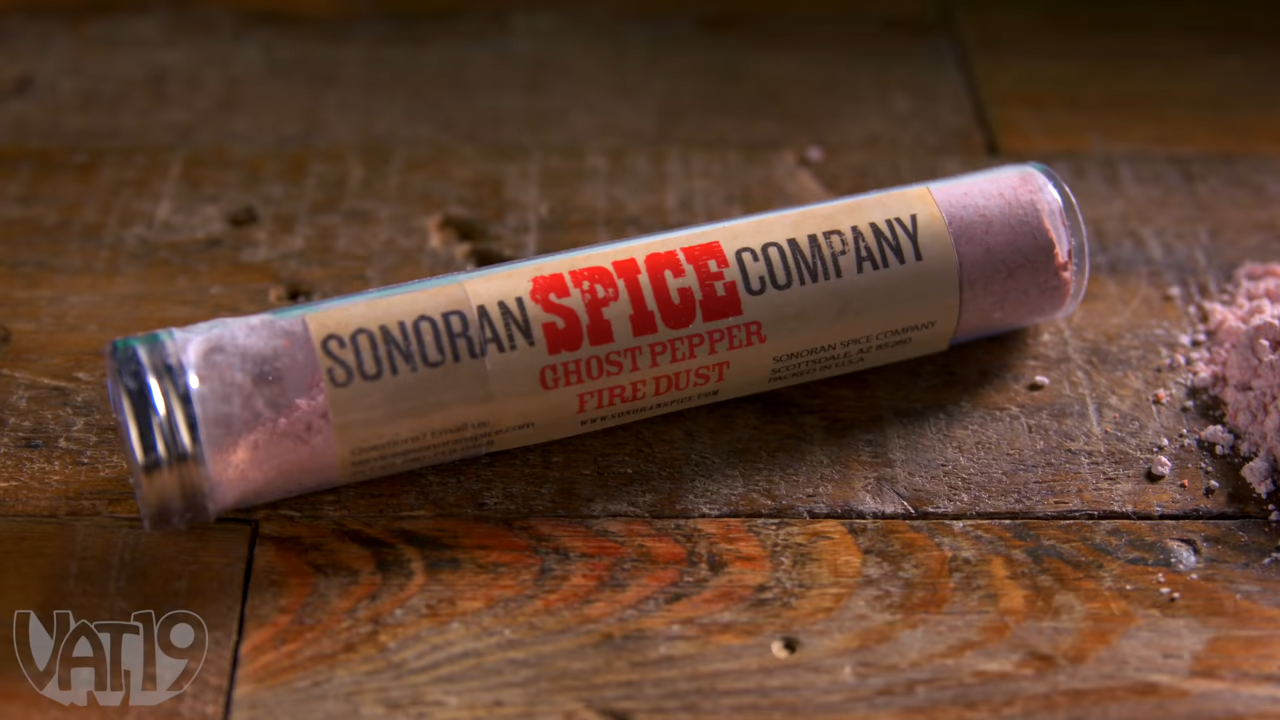 SONORAN SPICE COMPANY
GHOST PEPPER
FIRE DUST
WWW.SONORANSPICE.COM
SONORAN SPICE COMPANY
SCOTTSDALE, AZ 85260
PACKED IN U.S.A.
Questions? Email us:
VAT19